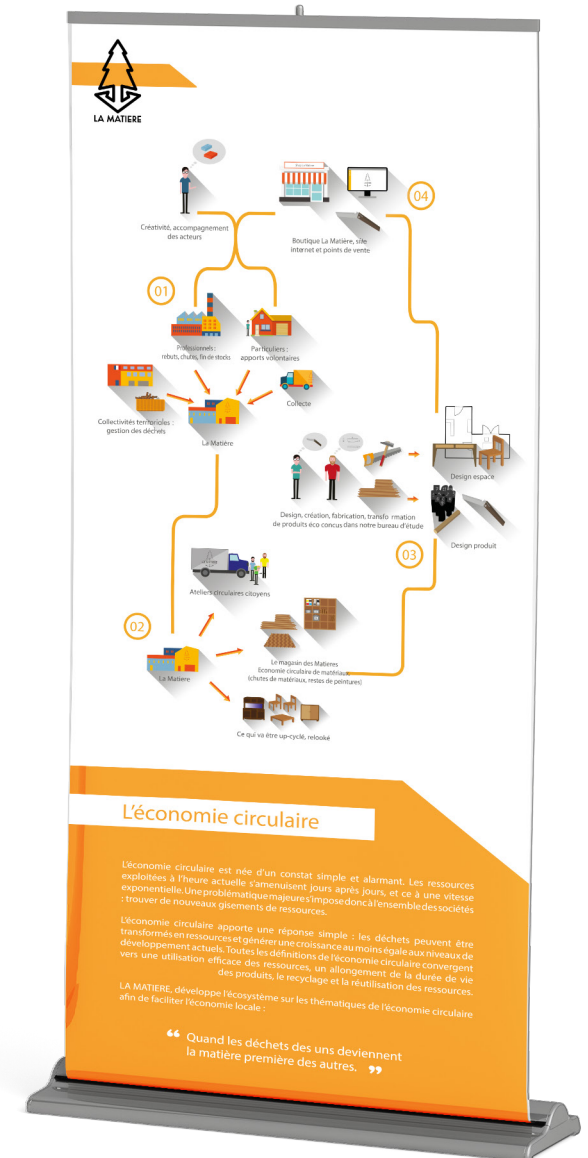 LA MATIERE
04
Créativité, accompagnement
des acteurs
Boutique La Matière, site
internet et points de vente
01
Professionnels :
rebuts, chutes, fin de stocks
Particuliers :
apports volontaires
Collecte
Collectivités territoriales :
gestion des déchets
La Matière
Design espace
Design, création, fabrication, transfo rmation
de produits éco concus dans notre bureau d'étude
Design produit
03
Ateliers circulaires citoyens
02
La Matiere
Le magasin des Matieres
Economie circulaire de matériaux
(chutes de matériaux, restes de peintures)
Ce qui va être up-cyclé, relooké
L'économie circulaire
L'économie circulaire est née d'un constat simple et alarmant. Les ressources
exploitées à l'heure actuelle s'amenuisent jours après jours, et ce à une vitesse
exponentielle. Une problématique majeure s'impose donc à l'ensemble des sociétés
: trouver de nouveaux gisements de ressources.
L'économie circulaire apporte une réponse simple : les déchets peuvent être
transformés en ressources et générer une croissance au moins égale aux niveaux de
développement actuels. Toutes les définitions de l'économie circulaire convergent
vers une utilisation efficace des ressources, un allongement de la durée de vie
des produits, le recyclage et la réutilisation des ressources.
LA MATIERE, développe l'écosystème sur les thématiques de l'économie circulaire
afin de faciliter l'économie locale :
“ Quand les déchets des uns deviennent
la matière première des autres. ”